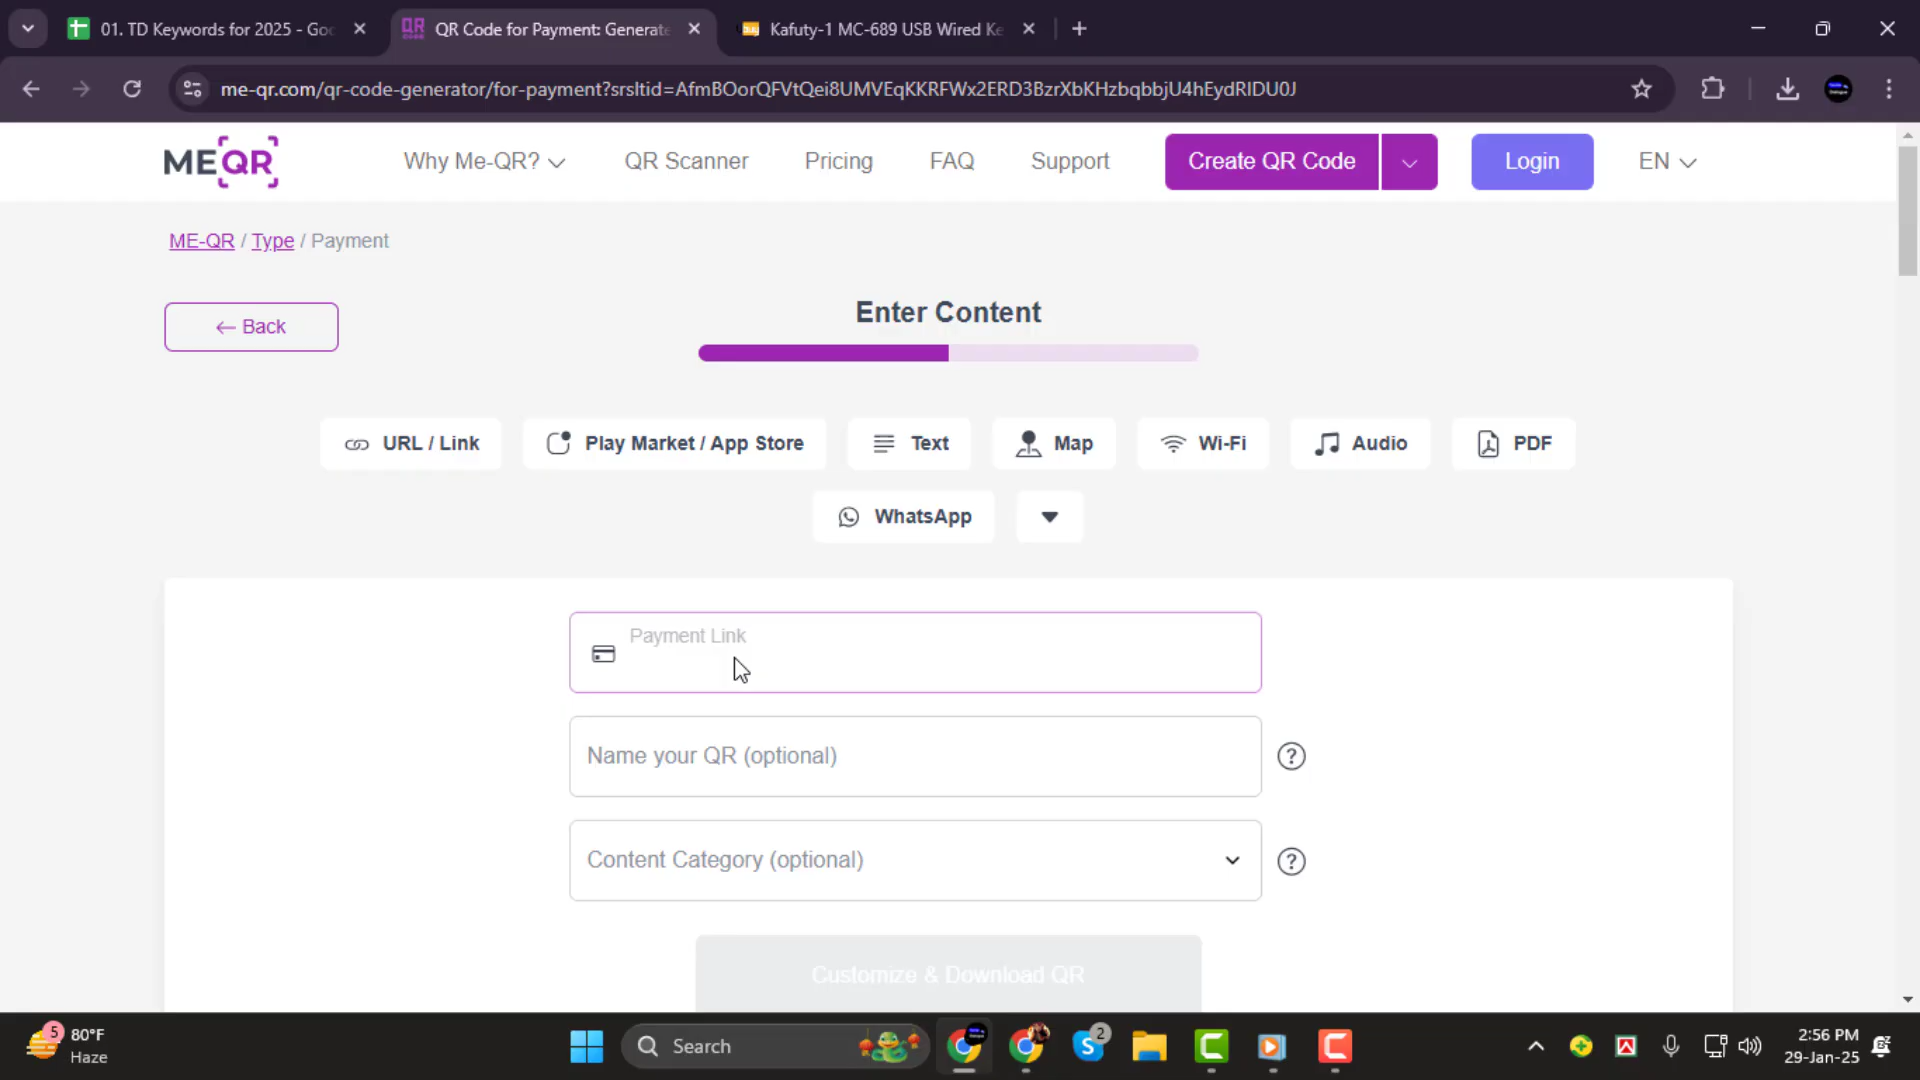 01. TD Keywords for 2025 - Goo
QR Code for Payment: Generate
Kafuty-1 MC-689 USB Wired Ke
me-qr.com/qr-code-generator/for-payment?srsltid=AfmBOorQFVtQei8UMVEqKKRFWx2ERD3BzrXbKHzbqbbjU4hEydRIDU0J
MEQR
Why Me-QR?
QR Scanner
Pricing
FAQ
Support
Create QR Code
Login
EN
ME-QR / Type / Payment
← Back
Enter Content
URL / Link
Play Market / App Store
Text
Map
Wi-Fi
Audio
PDF
WhatsApp
Payment Link
Name your QR (optional)
?
Content Category (optional)
?
Customize & Download QR
5
80°F
Haze
Search
2
2:56 PM
29-Jan-25